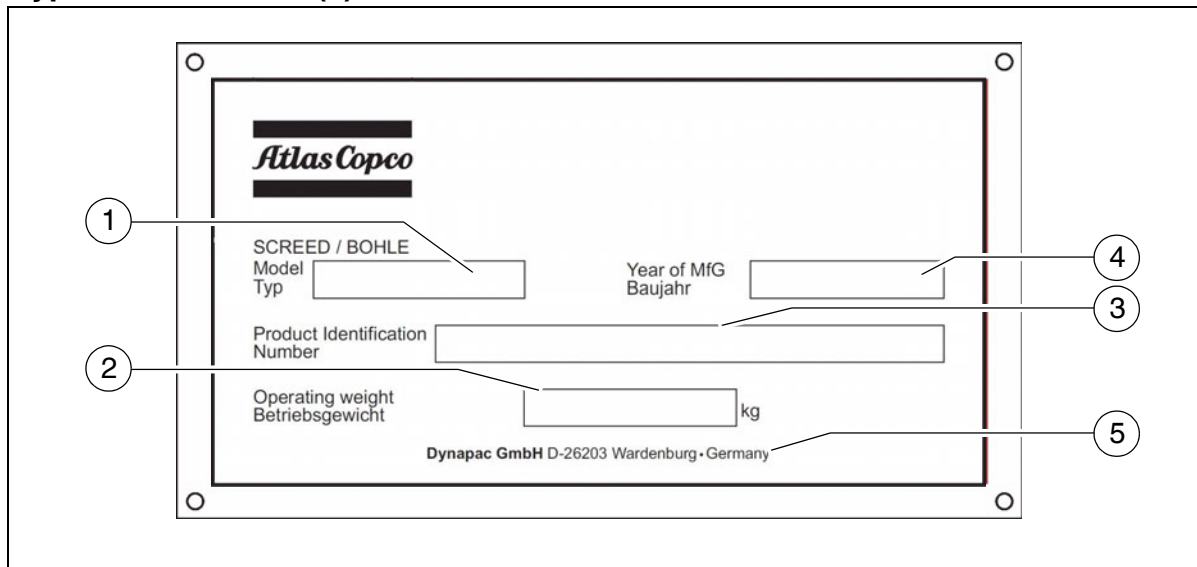 Atlas Copco
1
SCREED / BOHLE
Model
Typ
Year of MfG
Baujahr
4
3
Product Identification
Number
2
Operating weight
Betriebsgewicht
kg
5
Dynapac GmbH D-26203 Wardenburg • Germany